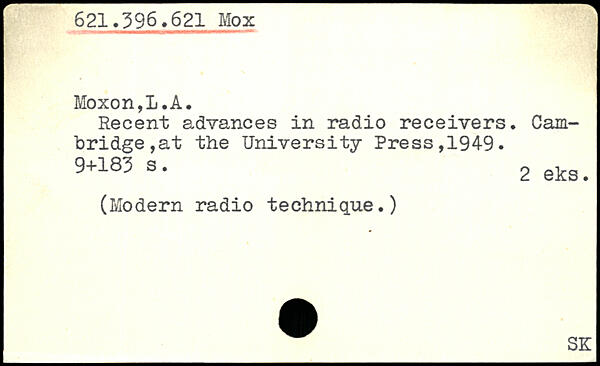 621.396.621 Mox
Moxon,L.A.
Recent advances in radio receivers. Cam-
bridge,at the University Press,1949.
9+183 s.
2 eks.
(Modern radio technique.)
SK